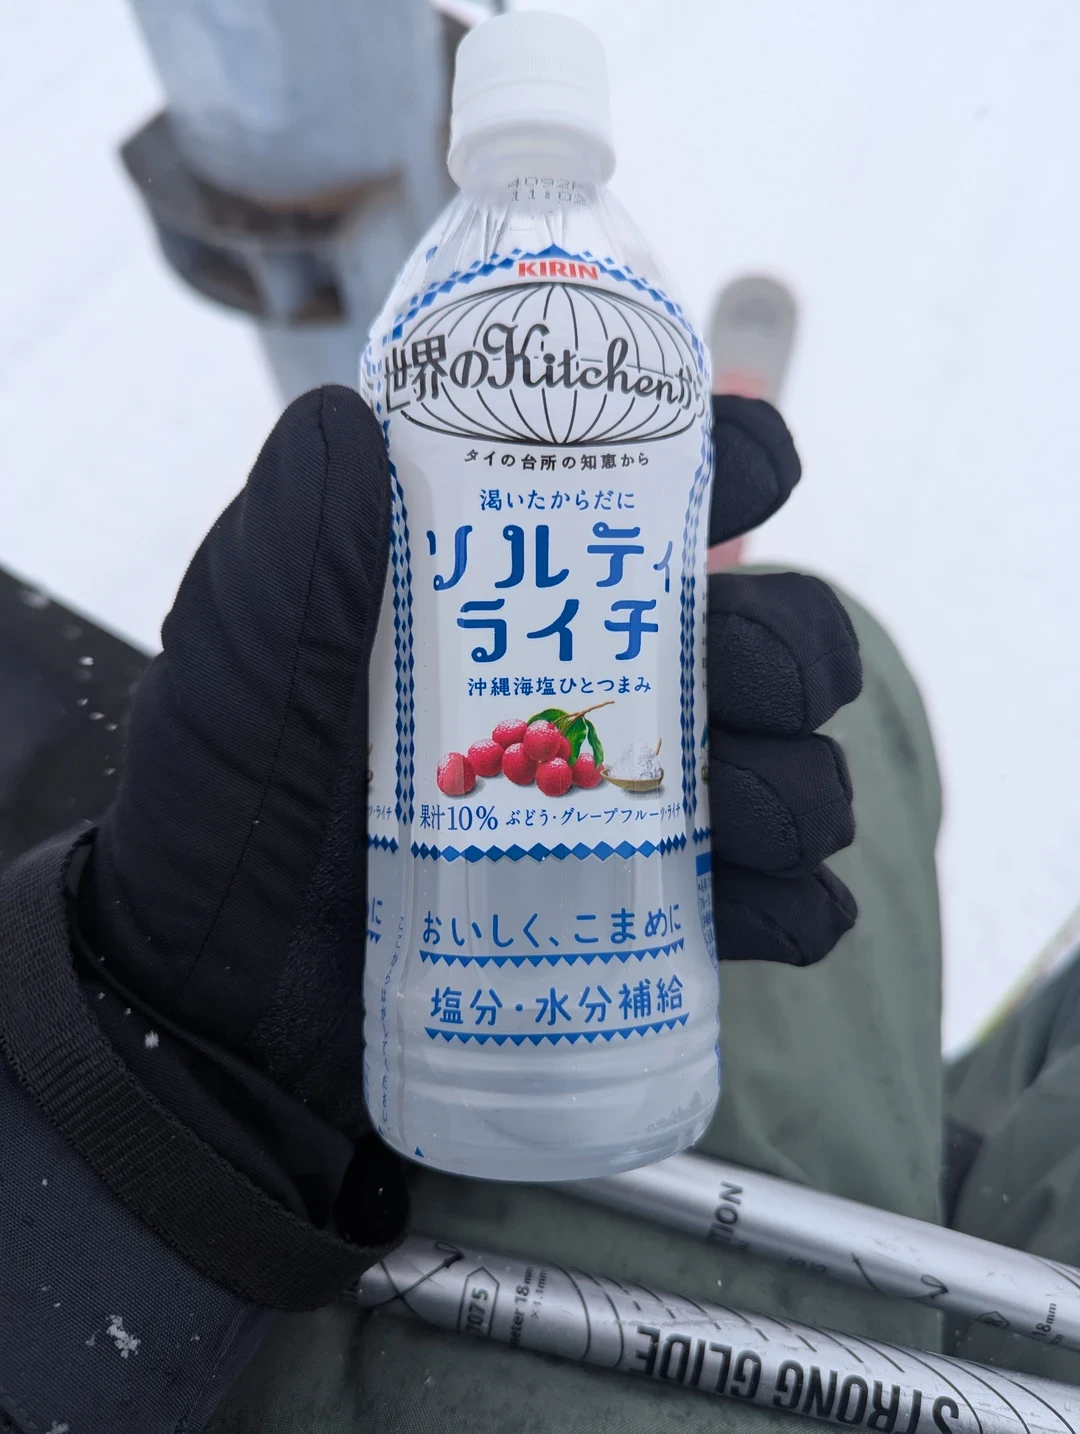 KIRIN
世界のKitchenから
タイの台所の知恵から
渇いたからだに
ソルティ
ライチ
沖縄海塩ひとつまみ
果汁10% ぶどう・グレープフルーツ・ライチ
おいしく、こまめに
塩分・水分補給
STRONG GLIDE
7075
18mm
18mm